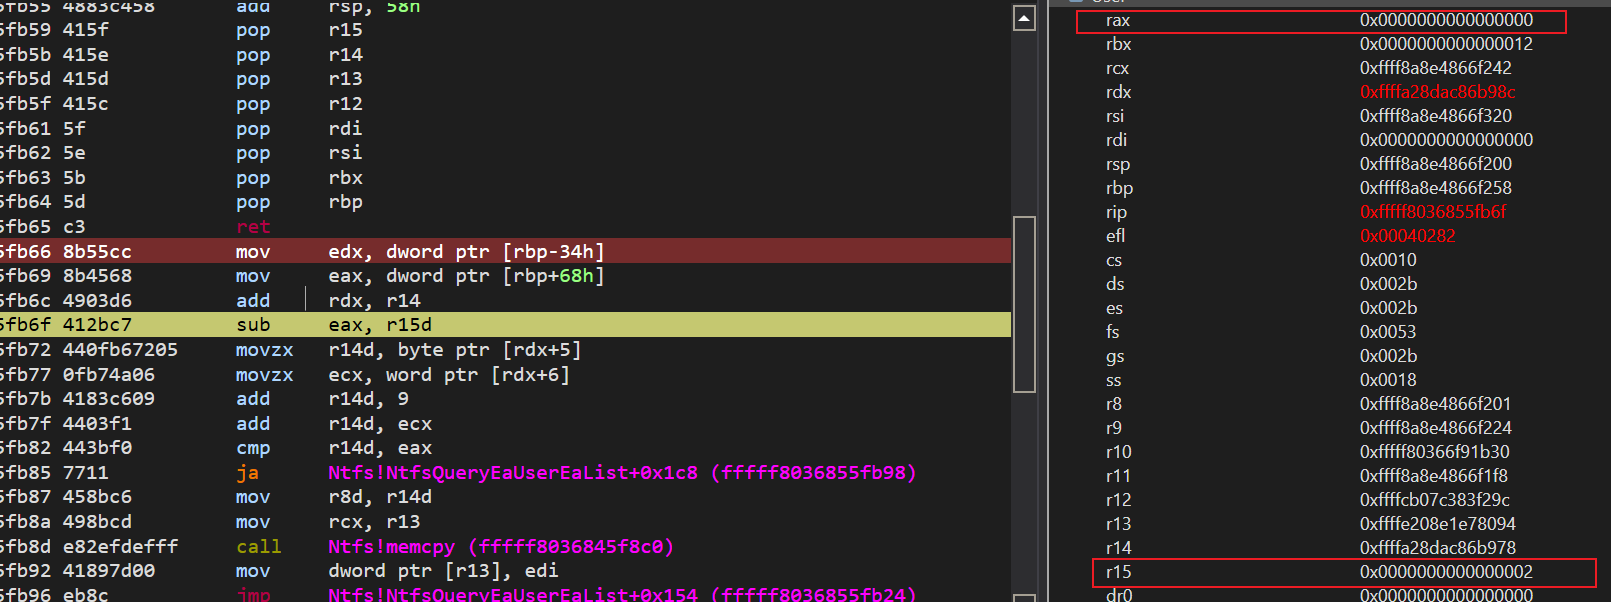 5fb55 4883c458 add rsp, 58h
5fb59 415f pop r15
5fb5b 415e pop r14
5fb5d 415d pop r13
5fb5f 415c pop r12
5fb61 5f pop rdi
5fb62 5e pop rsi
5fb63 5b pop rbx
5fb64 5d pop rbp
5fb65 c3 ret
5fb66 8b55cc mov edx, dword ptr [rbp-34h]
5fb69 8b4568 mov eax, dword ptr [rbp+68h]
5fb6c 4903d6 add rdx, r14
5fb6f 412bc7 sub eax, r15d
5fb72 440fb67205 movzx r14d, byte ptr [rdx+5]
5fb77 0fb74a06 movzx ecx, word ptr [rdx+6]
5fb7b 4183c609 add r14d, 9
5fb7f 4403f1 add r14d, ecx
5fb82 443bf0 cmp r14d, eax
5fb85 7711 ja Ntfs!NtfsQueryEaUserEaList+0x1c8 (fffff8036855fb98)
5fb87 458bc6 mov r8d, r14d
5fb8a 498bcd mov rcx, r13
5fb8d e82efdefff call Ntfs!memcpy (fffff8036845f8c0)
5fb92 41897d00 mov dword ptr [r13], edi
5fb96 eb8c jmp Ntfs!NtfsQueryEaUserEaList+0x154 (fffff8036855fb24)
User
rax 0x0000000000000000
rbx 0x0000000000000012
rcx 0xffff8a8e4866f242
rdx 0xffffa28dac86b98c
rsi 0xffff8a8e4866f320
rdi 0x0000000000000000
rsp 0xffff8a8e4866f200
rbp 0xffff8a8e4866f258
rip 0xfffff8036855fb6f
efl 0x00040282
cs 0x0010
ds 0x002b
es 0x002b
fs 0x0053
gs 0x002b
ss 0x0018
r8 0xffff8a8e4866f201
r9 0xffff8a8e4866f224
r10 0xfffff80366f91b30
r11 0xffff8a8e4866f1f8
r12 0xffffcb07c383f29c
r13 0xffffe208e1e78094
r14 0xffffa28dac86b978
r15 0x0000000000000002
dr0 0x0000000000000000